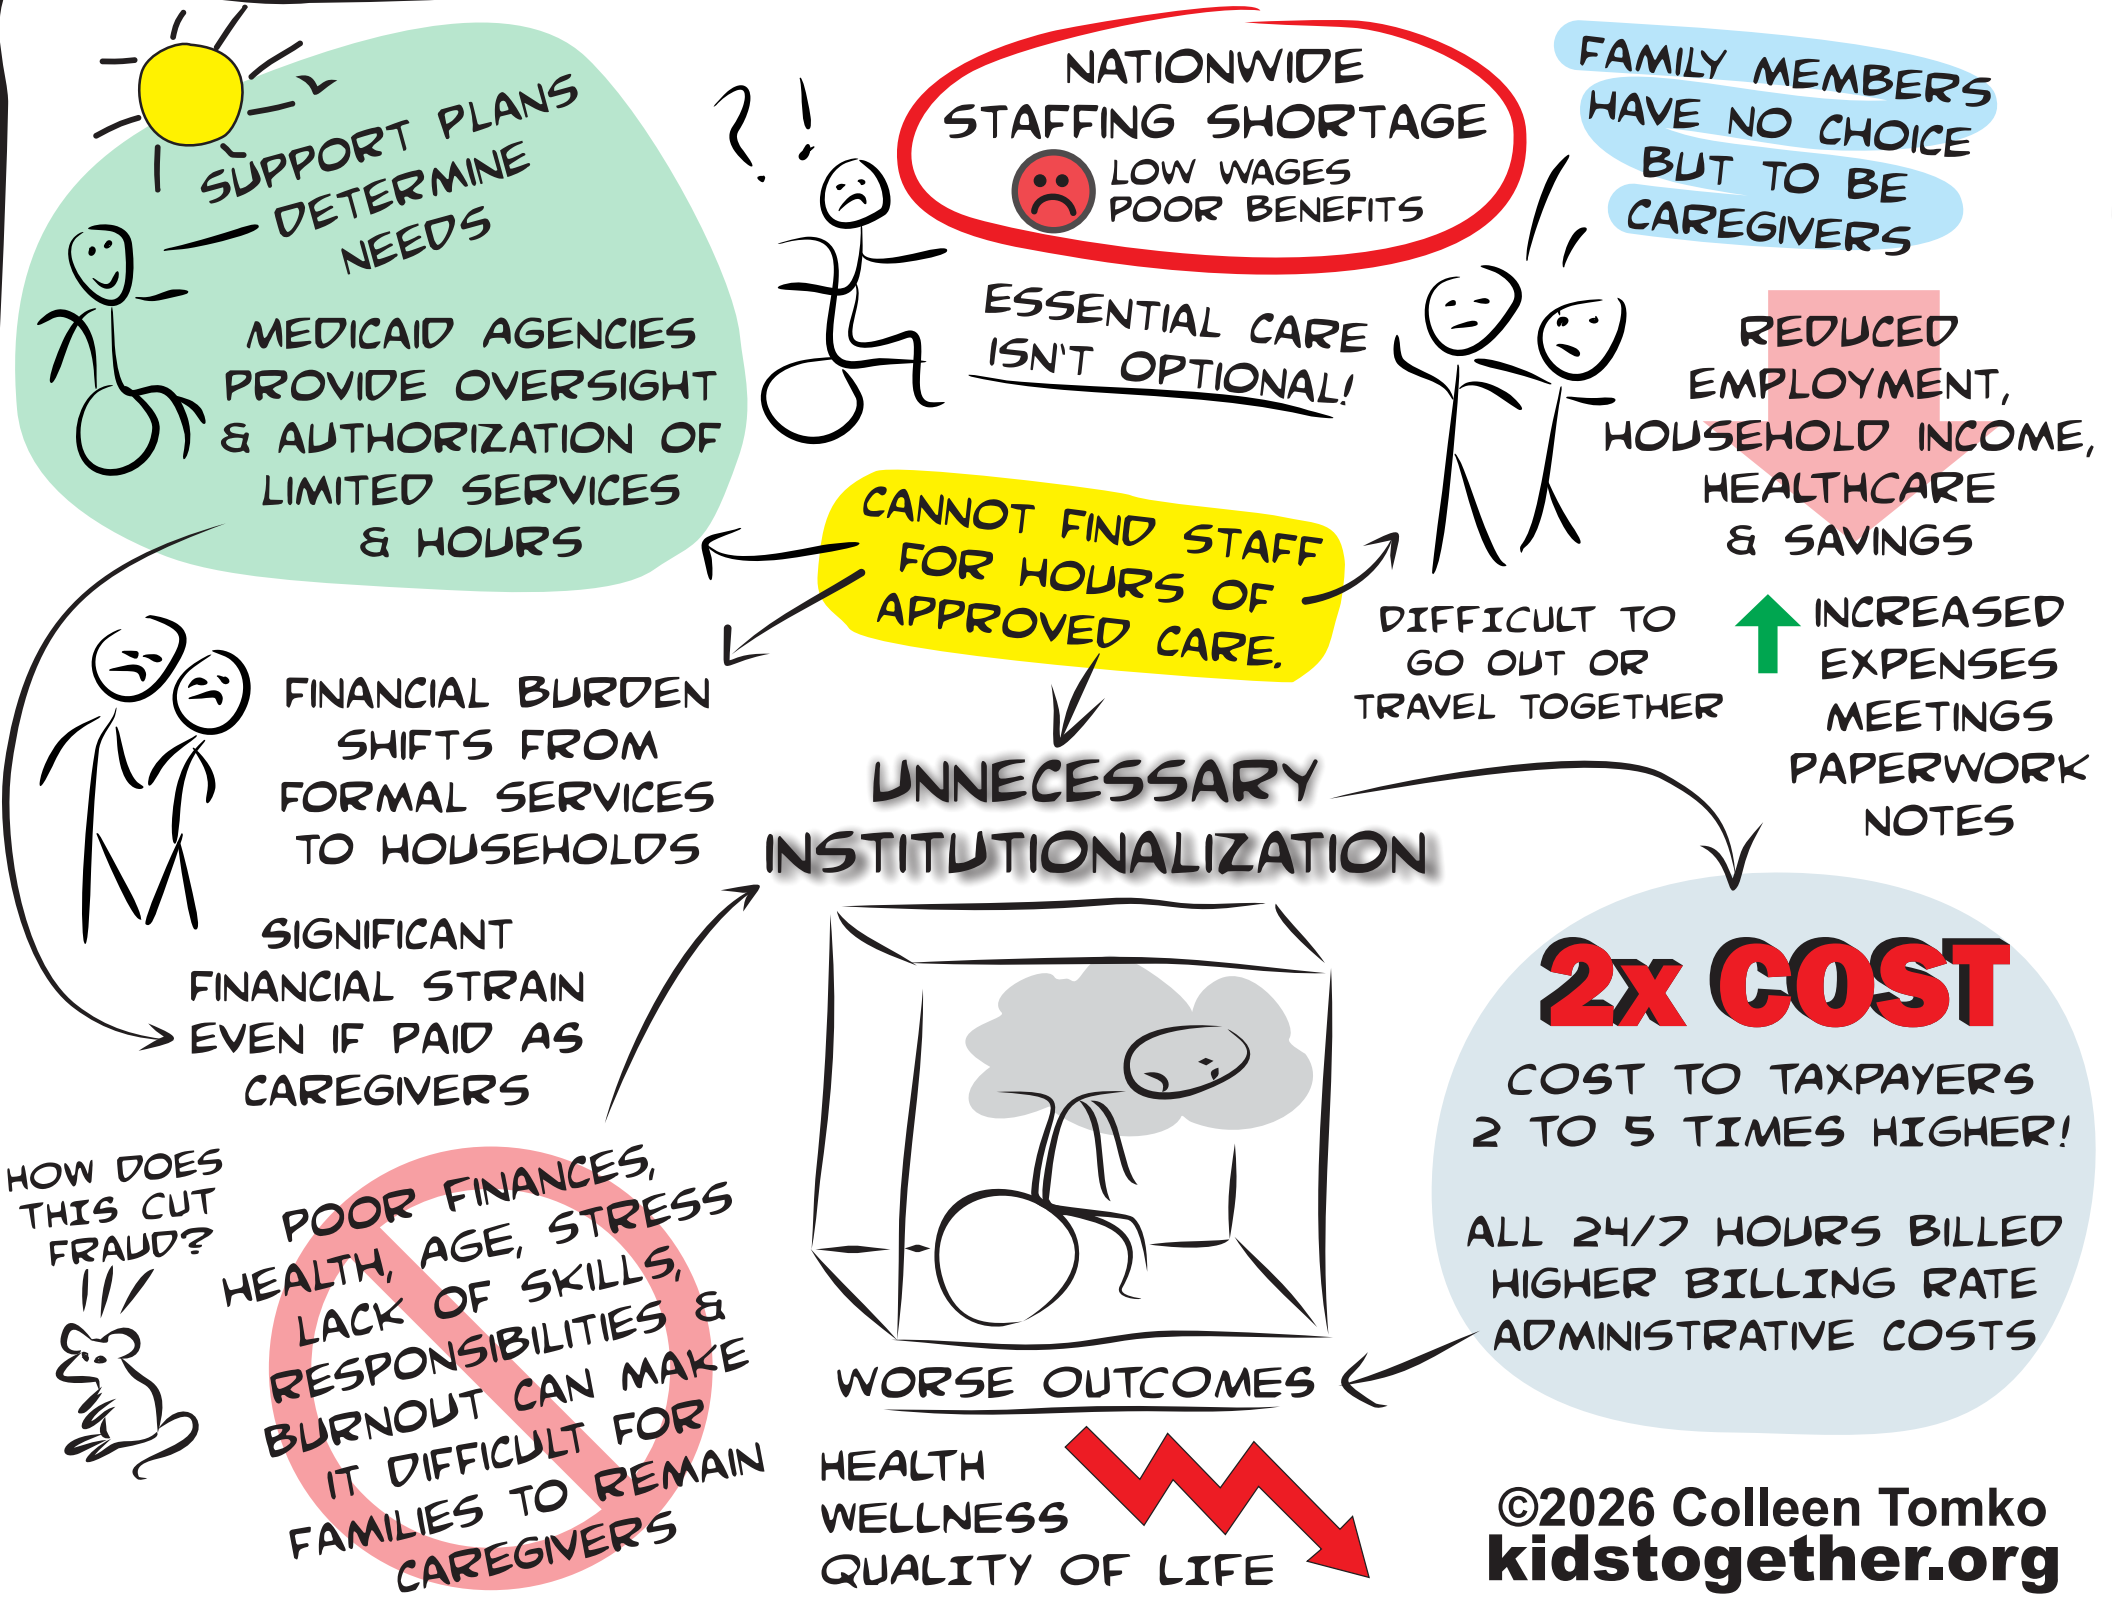 SUPPORT PLANS
DETERMINE
NEEDS
MEDICAID AGENCIES
PROVIDE OVERSIGHT
& AUTHORIZATION OF
LIMITED SERVICES
& HOURS
?!
NATIONWIDE
STAFFING SHORTAGE
LOW WAGES
POOR BENEFITS
ESSENTIAL CARE
ISN'T OPTIONAL!
FAMILY MEMBERS
HAVE NO CHOICE
BUT TO BE
CAREGIVERS
REDUCED
EMPLOYMENT,
HOUSEHOLD INCOME,
HEALTHCARE
& SAVINGS
INCREASED
EXPENSES
MEETINGS
PAPERWORK
NOTES
CANNOT FIND STAFF
FOR HOURS OF
APPROVED CARE.
DIFFICULT TO
GO OUT OR
TRAVEL TOGETHER
FINANCIAL BURDEN
SHIFTS FROM
FORMAL SERVICES
TO HOUSEHOLDS
SIGNIFICANT
FINANCIAL STRAIN
EVEN IF PAID AS
CAREGIVERS
UNNECESSARY
INSTITUTIONALIZATION
2x COST
COST TO TAXPAYERS
2 TO 5 TIMES HIGHER!
ALL 24/7 HOURS BILLED
HIGHER BILLING RATE
ADMINISTRATIVE COSTS
HOW DOES
THIS CUT
FRAUD?
POOR FINANCES,
HEALTH, AGE, STRESS
LACK OF SKILLS,
RESPONSIBILITIES &
BURNOUT CAN MAKE
IT DIFFICULT FOR
FAMILIES TO REMAIN
CAREGIVERS
WORSE OUTCOMES
HEALTH
WELLNESS
QUALITY OF LIFE
©2026 Colleen Tomko
kidstogether.org